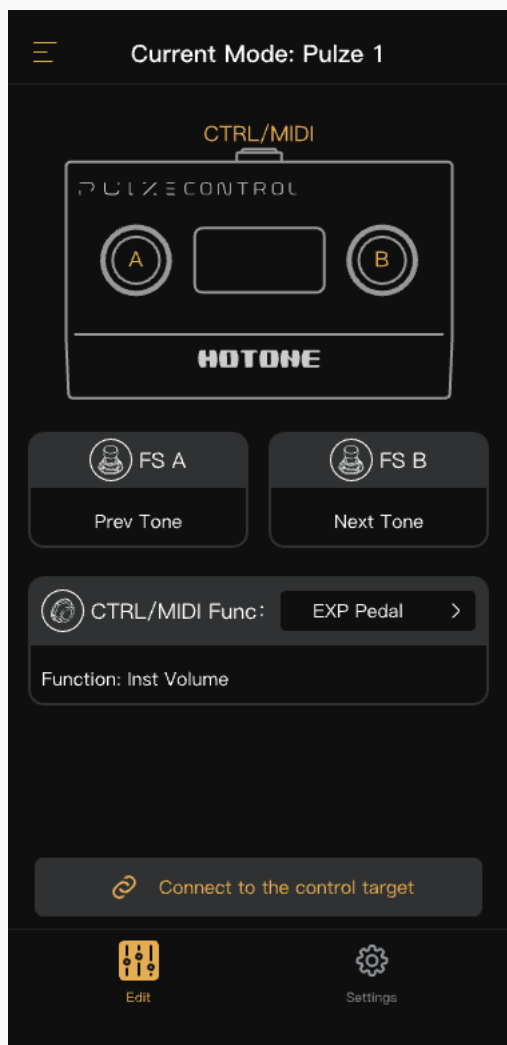 Current Mode: Pulze 1
CTRL/MIDI
PULZECONTROL
A
B
HOTONE
FS A
FS B
Prev Tone
Next Tone
CTRL/MIDI Func:
EXP Pedal
Function: Inst Volume
Connect to the control target
Edit
Settings